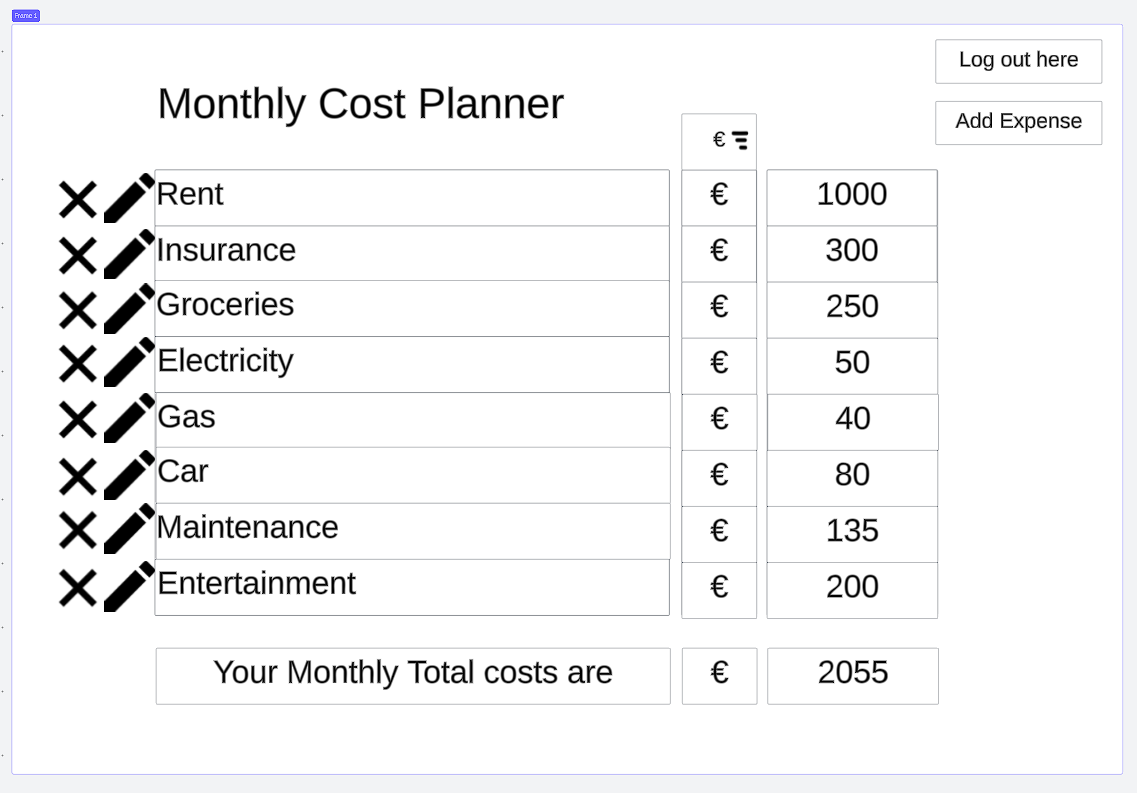 Frame 1
Log out here
Monthly Cost Planner
Add Expense
€
Rent € 1000
Insurance € 300
Groceries € 250
Electricity € 50
Gas € 40
Car € 80
Maintenance € 135
Entertainment € 200
Your Monthly Total costs are € 2055